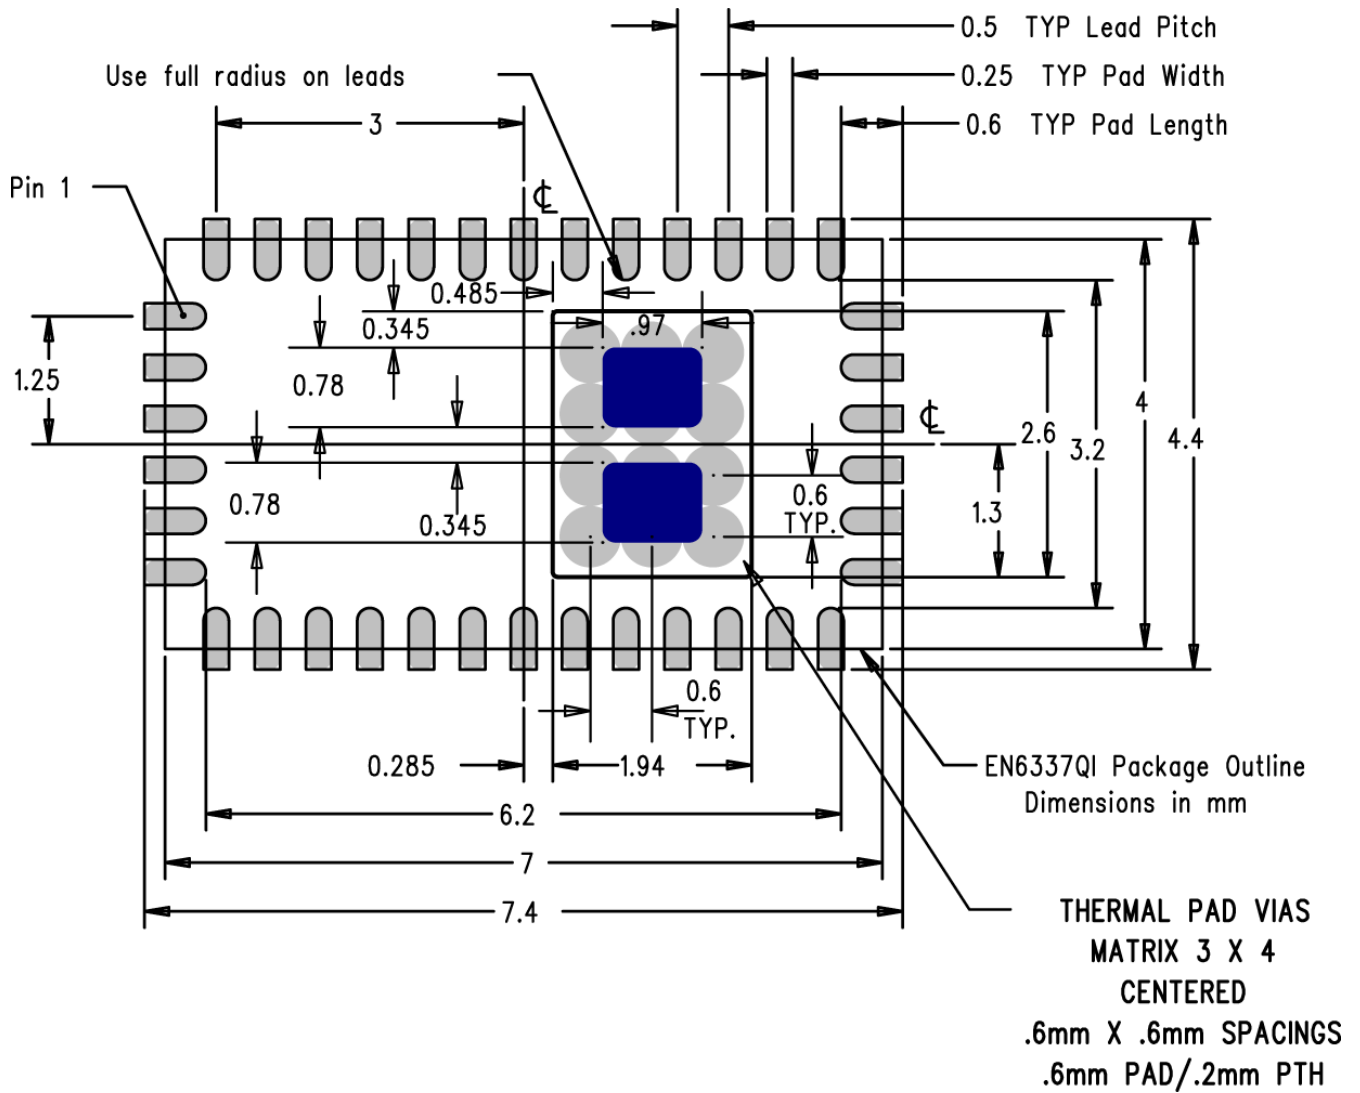 0.5 TYP Lead Pitch
Use full radius on leads
0.25 TYP Pad Width
3
0.6 TYP Pad Length
Pin 1
℄
0.485
0.345
.97
1.25
0.78
4
℄
2.6
3.2
4.4
0.78
0.345
0.6
TYP.
1.3
0.6
TYP.
0.285
1.94
EN6337QI Package Outline
Dimensions in mm
6.2
7
7.4
THERMAL PAD VIAS
MATRIX 3 X 4
CENTERED
.6mm X .6mm SPACINGS
.6mm PAD/.2mm PTH